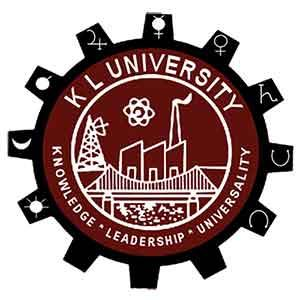 K L UNIVERSITY
KNOWLEDGE * LEADERSHIP * UNIVERSALITY